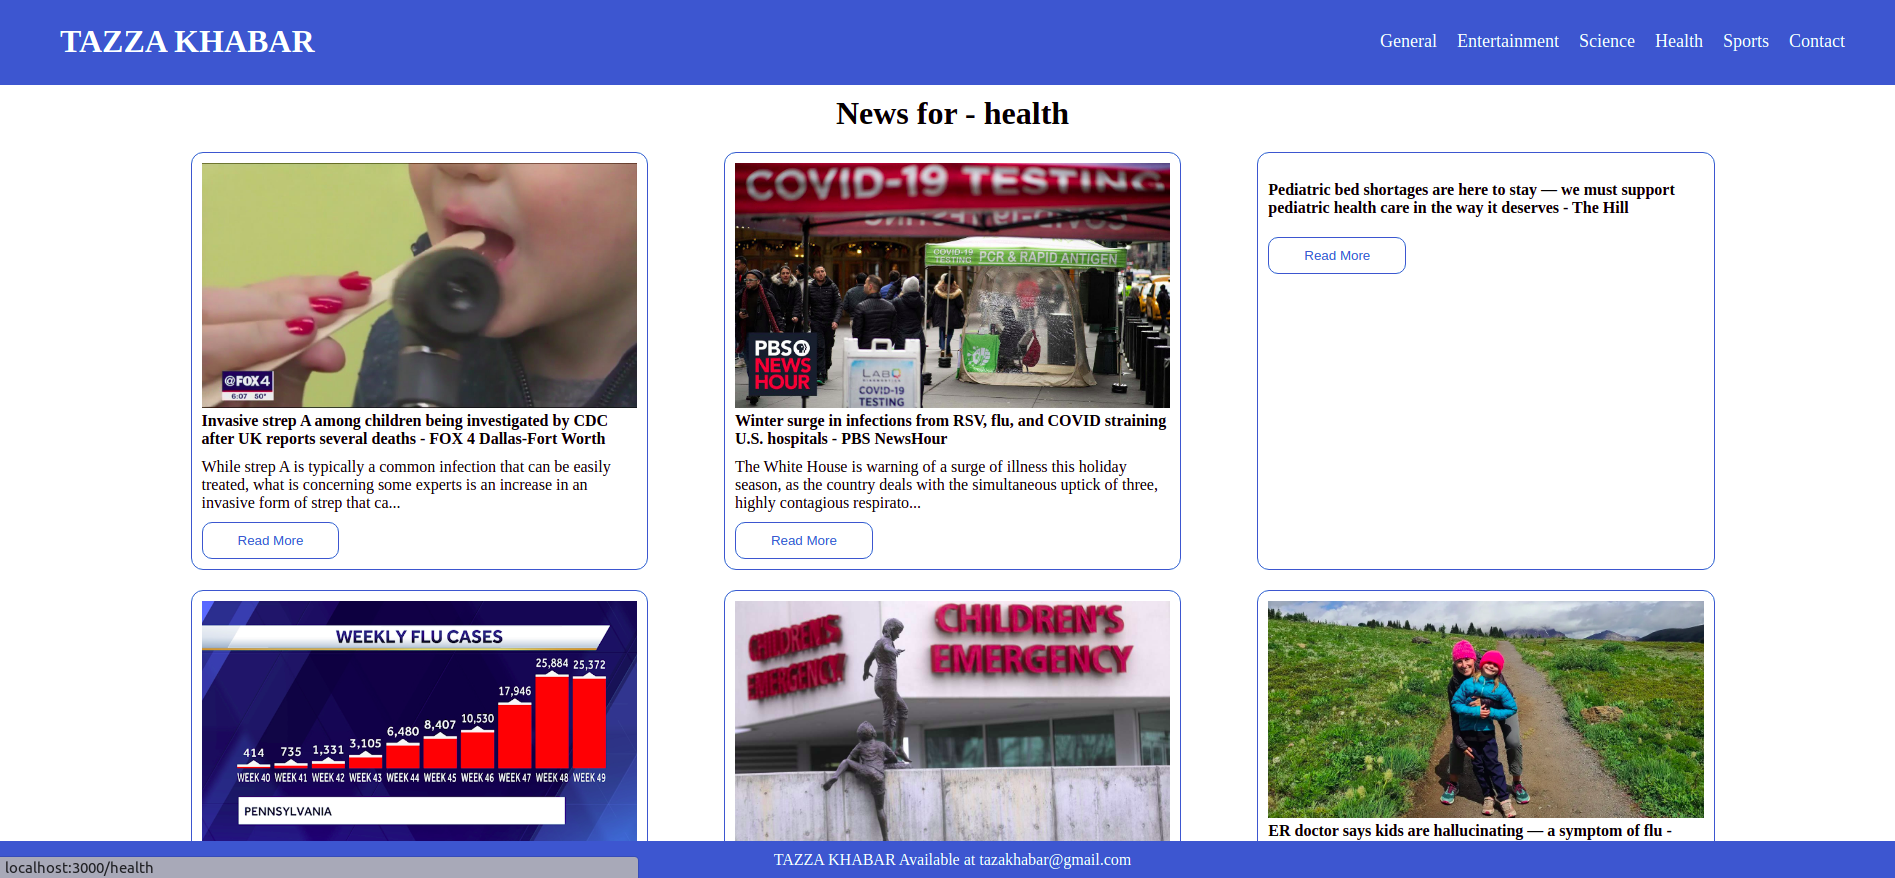 TAZZA KHABAR
General Entertainment Science Health Sports Contact
News for - health
COVID-19 TESTING
COVID-19 TESTING
PCR & RAPID ANTIGEN
PBS
NEWS
HOUR
LABQ
DIAGNOSTICS
COVID-19
TESTING
@FOX4
6:07 50°
Invasive strep A among children being investigated by CDC
after UK reports several deaths - FOX 4 Dallas-Fort Worth
While strep A is typically a common infection that can be easily
treated, what is concerning some experts is an increase in an
invasive form of strep that ca...
Read More
Winter surge in infections from RSV, flu, and COVID straining
U.S. hospitals - PBS NewsHour
The White House is warning of a surge of illness this holiday
season, as the country deals with the simultaneous uptick of three,
highly contagious respirato...
Read More
Pediatric bed shortages are here to stay — we must support
pediatric health care in the way it deserves - The Hill
Read More
WEEKLY FLU CASES
414 735 1,331 3,105 6,480 8,407 10,530 17,946 25,884 25,372
WEEK 40 WEEK 41 WEEK 42 WEEK 43 WEEK 44 WEEK 45 WEEK 46 WEEK 47 WEEK 48 WEEK 49
PENNSYLVANIA
CHILDREN'S
EMERGENCY
CHILDREN'S
EMERGENCY
ER doctor says kids are hallucinating — a symptom of flu -
TAZZA KHABAR Available at tazakhabar@gmail.com
localhost:3000/health